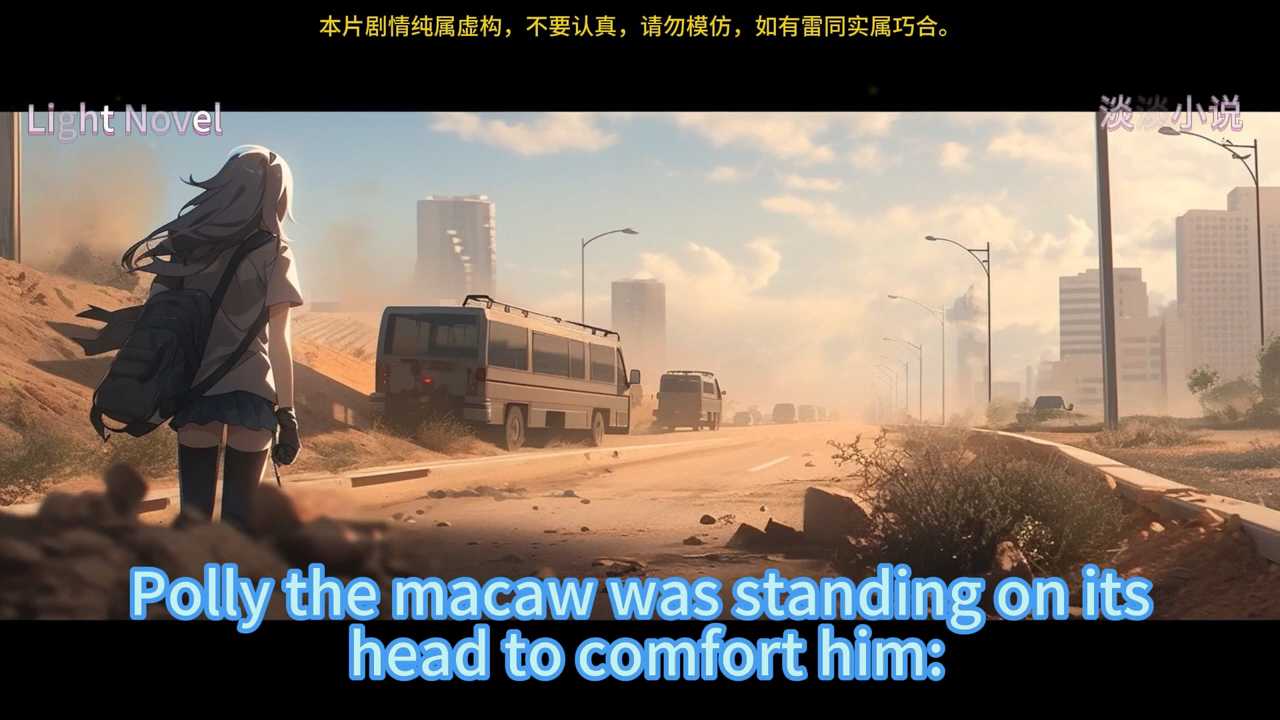 本片剧情纯属虚构，不要认真，请勿模仿，如有雷同实属巧合。
Light Novel
淡淡小说
Polly the macaw was standing on its
head to comfort him: